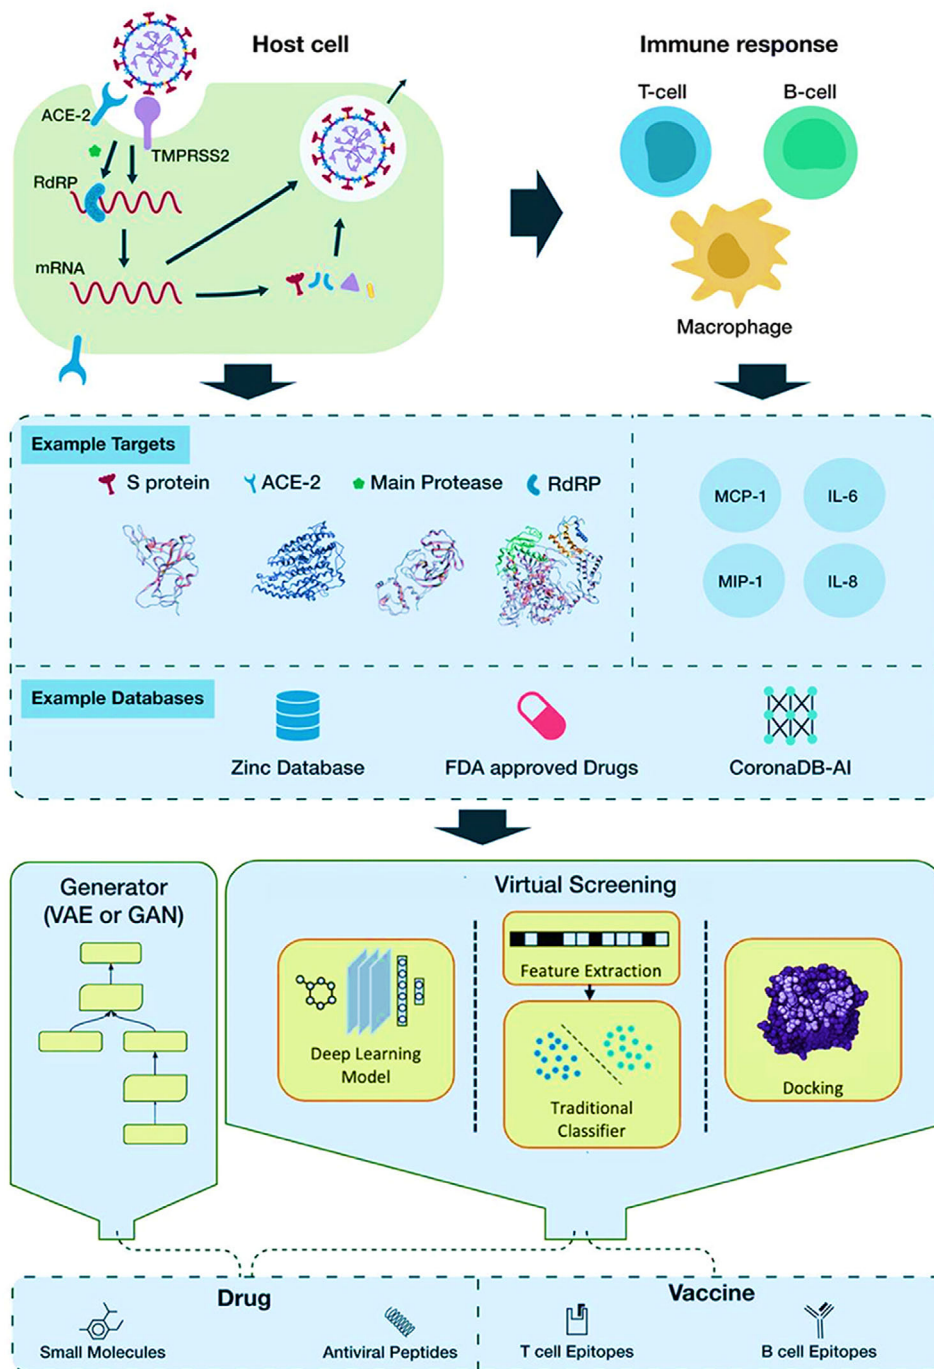 Host cell
Immune response
ACE-2
TMPRSS2
RdRP
mRNA
T-cell
B-cell
Macrophage
Example Targets
S protein
ACE-2
Main Protease
RdRP
MCP-1
IL-6
MIP-1
IL-8
Example Databases
Zinc Database
FDA approved Drugs
CoronaDB-AI
Generator
(VAE or GAN)
Virtual Screening
Deep Learning
Model
Feature Extraction
Traditional
Classifier
Docking
Drug
Vaccine
Small Molecules
Antiviral Peptides
T cell Epitopes
B cell Epitopes